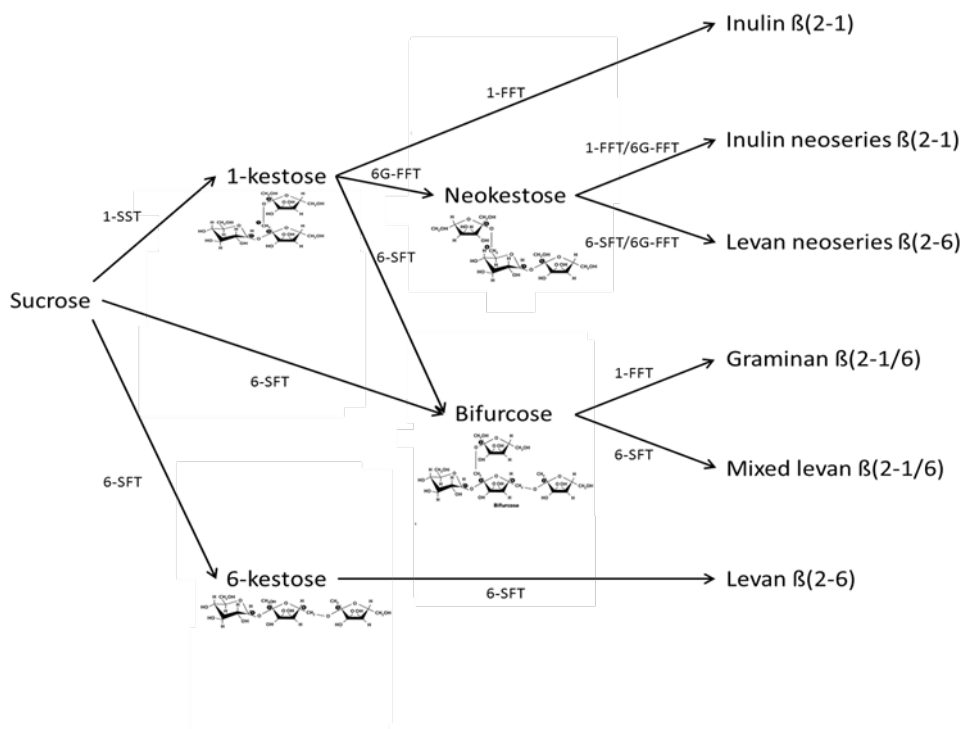 Inulin ß(2-1)
1-FFT
1-FFT/6G-FFT
Inulin neoseries ß(2-1)
1-kestose
6G-FFT
Neokestose
1-SST
6-SFT
6-SFT/6G-FFT
Levan neoseries ß(2-6)
Sucrose
6-SFT
1-FFT
Graminan ß(2-1/6)
Bifurcose
6-SFT
Mixed levan ß(2-1/6)
6-SFT
Bifurcose
6-kestose
6-SFT
Levan ß(2-6)